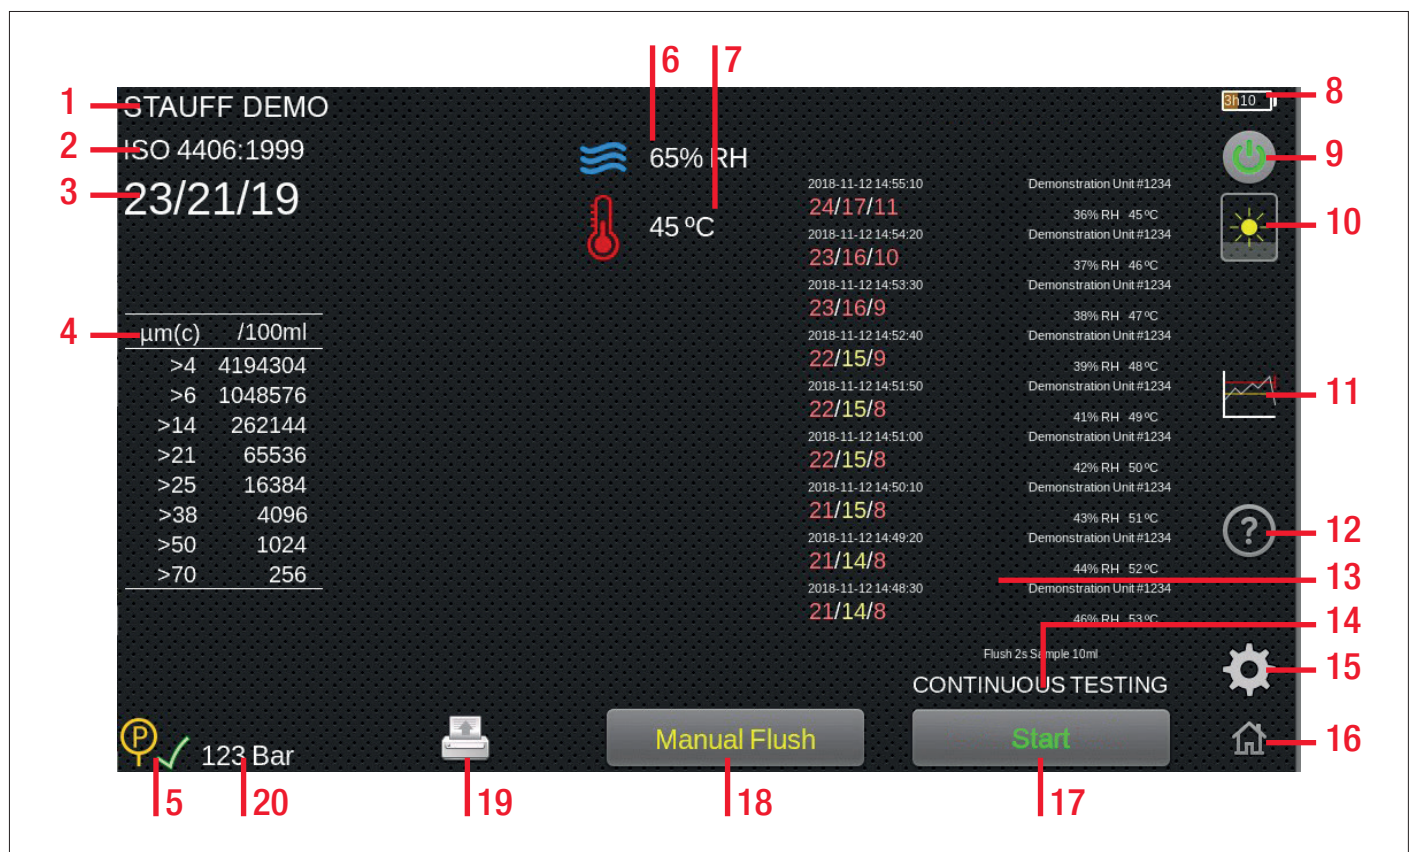 6 7
1 STAUFF DEMO
3h10 8
2 ISO 4406:1999
65% RH
9
3 23/21/19
45 ºC
10
2018-11-12 14:55:10 Demonstration Unit #1234
24/17/11
36% RH 45 ºC
2018-11-12 14:54:20 Demonstration Unit #1234
23/16/10
37% RH 46 ºC
2018-11-12 14:53:30 Demonstration Unit #1234
23/16/9
38% RH 47 ºC
2018-11-12 14:52:40 Demonstration Unit #1234
22/15/9
39% RH 48 ºC
2018-11-12 14:51:50 Demonstration Unit #1234
22/15/8
41% RH 49 ºC
2018-11-12 14:51:00 Demonstration Unit #1234
22/15/8
42% RH 50 ºC
2018-11-12 14:50:10 Demonstration Unit #1234
21/15/8
43% RH 51 ºC
2018-11-12 14:49:20 Demonstration Unit #1234
21/14/8
44% RH 52 ºC
2018-11-12 14:48:30 Demonstration Unit #1234
21/14/8
46% RH 53 ºC
4 µm(c) /100ml
>4 4194304
>6 1048576
>14 262144
>21 65536
>25 16384
>38 4096
>50 1024
>70 256
11
? 12
13
14
Flush 2s Sample 10ml
CONTINUOUS TESTING
15
P 123 Bar
Manual Flush
Start
16
5 20 19 18 17